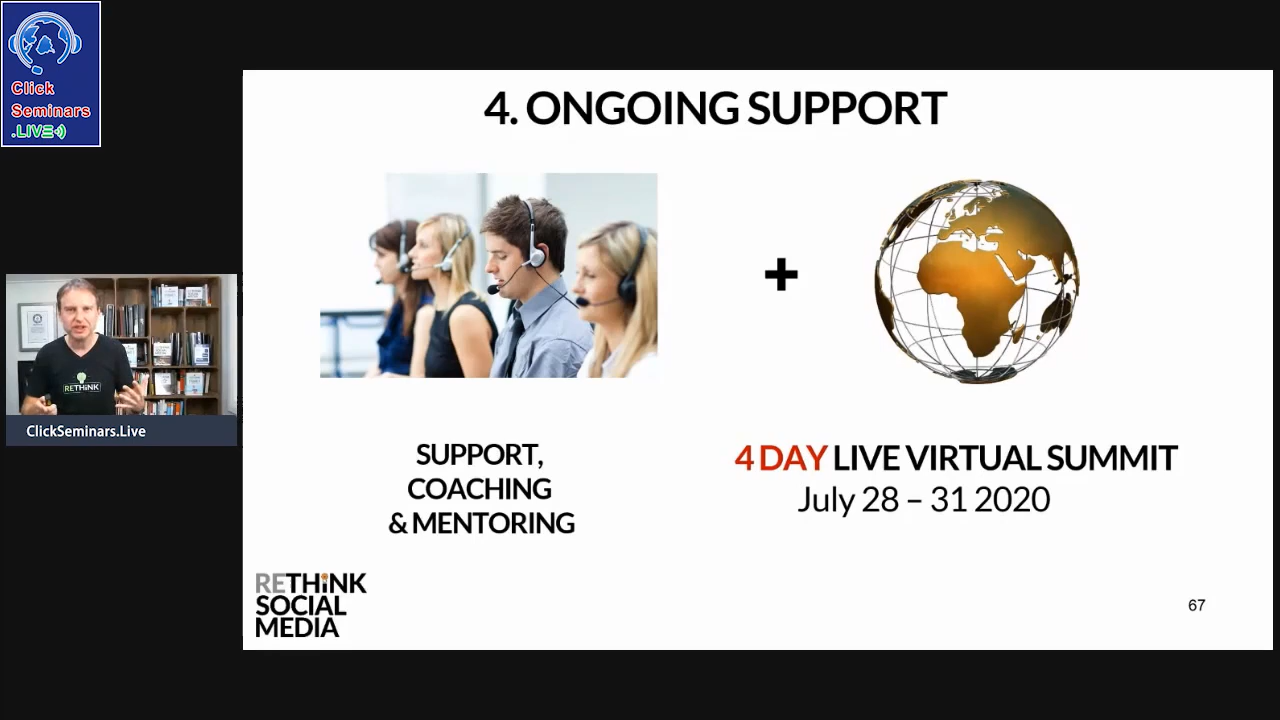 Click
Seminars
.LIVE
4. ONGOING SUPPORT
+
RETHINK
ClickSeminars.Live
SUPPORT,
COACHING
& MENTORING
4 DAY LIVE VIRTUAL SUMMIT
July 28 – 31 2020
RETHiNK
SOCIAL
MEDIA
67